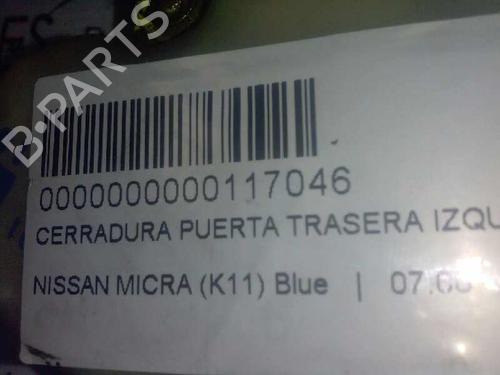 B-PARTS
0000000000117046
CERRADURA PUERTA TRASERA IZQU
NISSAN MICRA (K11) Blue |